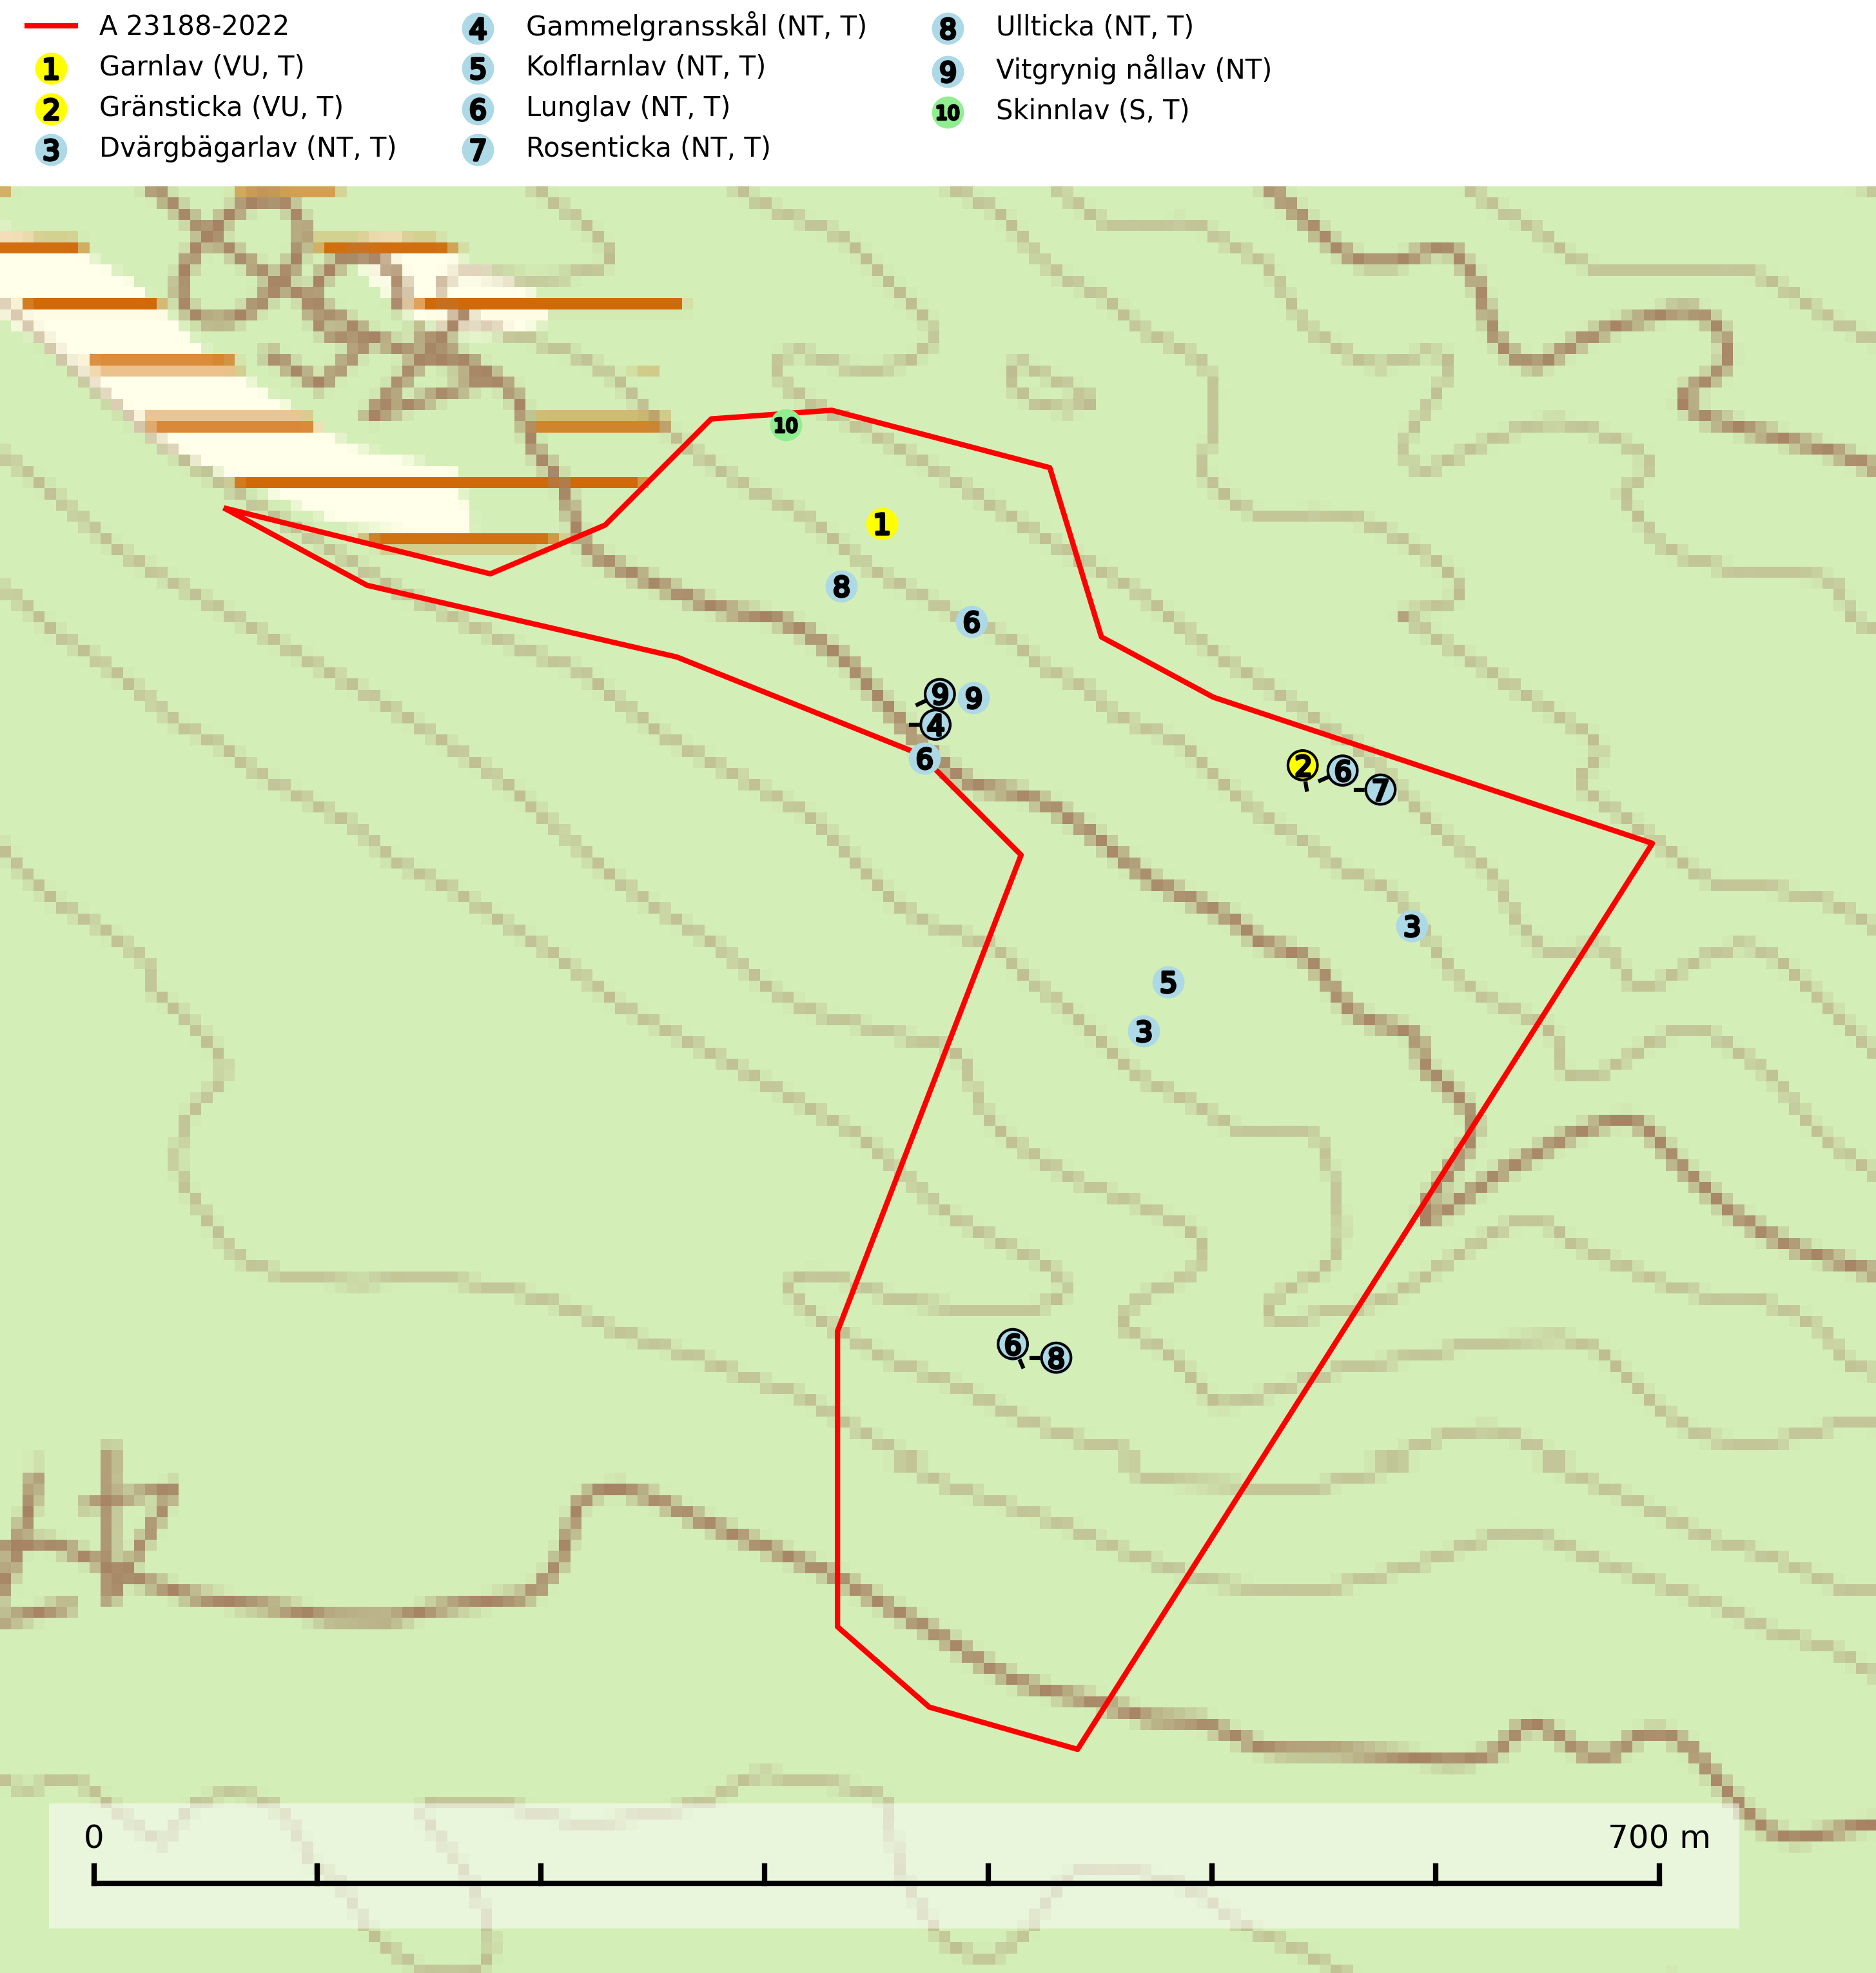 A 23188-2022
1 Garnlav (VU, T)
2 Gränsticka (VU, T)
3 Dvärgbägarlav (NT, T)
4 Gammelgransskål (NT, T)
5 Kolflarnlav (NT, T)
6 Lunglav (NT, T)
7 Rosenticka (NT, T)
8 Ullticka (NT, T)
9 Vitgrynig nållav (NT)
10 Skinnlav (S, T)
10
1
8
6
9 9
4
6
2 6 7
3
5
3
6 8
0 700 m